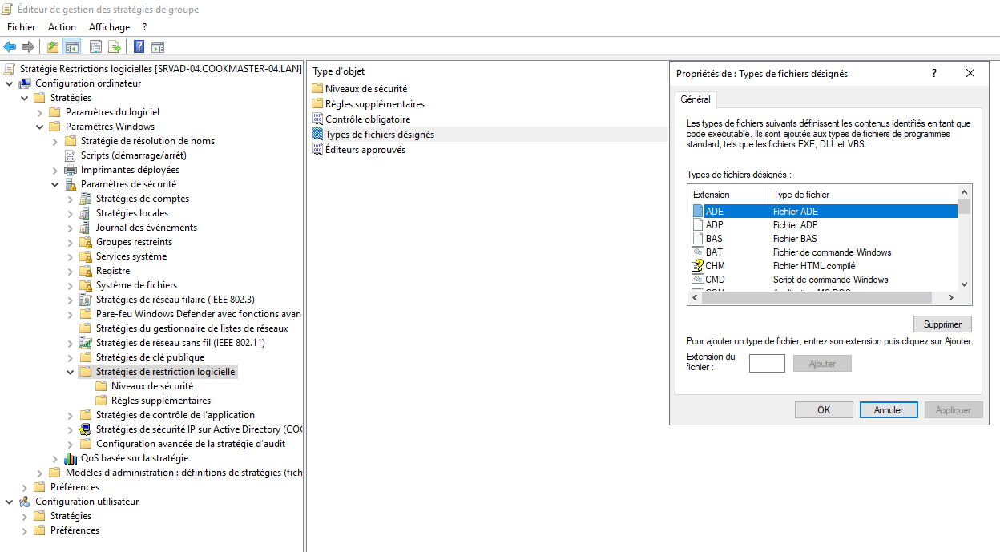 Éditeur de gestion des stratégies de groupe
Fichier Action Affichage ?
Stratégie Restrictions logicielles [SRVAD-04.COOKMASTER-04.LAN]
Configuration ordinateur
Stratégies
Paramètres du logiciel
Paramètres Windows
Stratégie de résolution de noms
Scripts (démarrage/arrêt)
Imprimantes déployées
Paramètres de sécurité
Stratégies de comptes
Stratégies locales
Journal des événements
Groupes restreints
Services système
Registre
Système de fichiers
Stratégies de réseau filaire (IEEE 802.3)
Pare-feu Windows Defender avec fonctions avan
Stratégies du gestionnaire de listes de réseaux
Stratégies de réseau sans fil (IEEE 802.11)
Stratégies de clé publique
Stratégies de restriction logicielle
Niveaux de sécurité
Règles supplémentaires
Stratégies de contrôle de l'application
Stratégies de sécurité IP sur Active Directory (COO
Configuration avancée de la stratégie d'audit
QoS basée sur la stratégie
Modèles d'administration : définitions de stratégies (fich
Préférences
Configuration utilisateur
Stratégies
Préférences
Type d'objet
Niveaux de sécurité
Règles supplémentaires
Contrôle obligatoire
Types de fichiers désignés
Éditeurs approuvés
Propriétés de : Types de fichiers désignés ?
Général
Les types de fichiers suivants définissent les contenus identifiés en tant que
code exécutable. Ils sont ajoutés aux types de fichiers de programmes
standard, tels que les fichiers EXE, DLL et VBS.
Types de fichiers désignés :
Extension Type de fichier
ADE Fichier ADE
ADP Fichier ADP
BAS Fichier BAS
BAT Fichier de commande Windows
CHM Fichier HTML compilé
CMD Script de commande Windows
Supprimer
Pour ajouter un type de fichier, entrez son extension puis cliquez sur Ajouter.
Extension du
fichier :
Ajouter
OK Annuler Appliquer